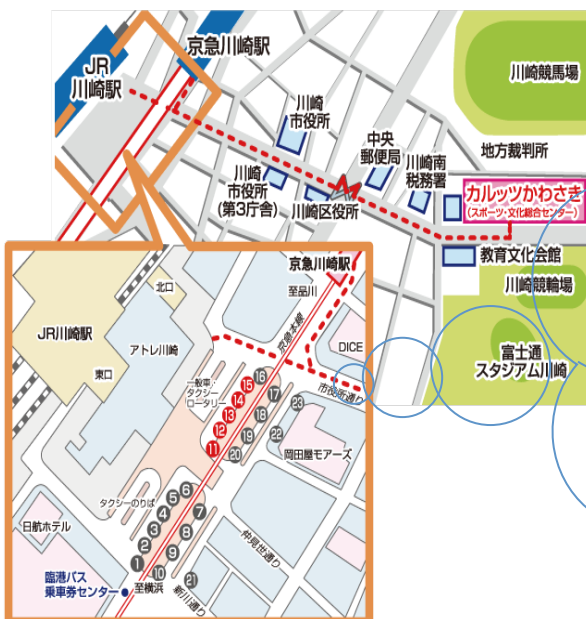 京急川崎駅
JR
川崎駅
川崎競馬場
川崎
市役所
中央
郵便局
川崎南
税務署
地方裁判所
川崎
市役所
(第3庁舎)
川崎区役所
カルッツかわさき
(スポーツ・文化総合センター)
教育文化会館
川崎競輪場
富士通
スタジアム川崎
京急川崎駅
至品川
北口
京急本線
JR川崎駅
アトレ川崎
DICE
東口
一般車・
タクシー
ロータリー
市役所通り
16
15
17
14
23
13
18
12
19
22
11
20
岡田屋モアーズ
タクシーのりば
6
5
4
7
3
8
2
9
1
10
21
日航ホテル
仲見世通り
臨港バス
乗車券センター
至横浜
新川通り